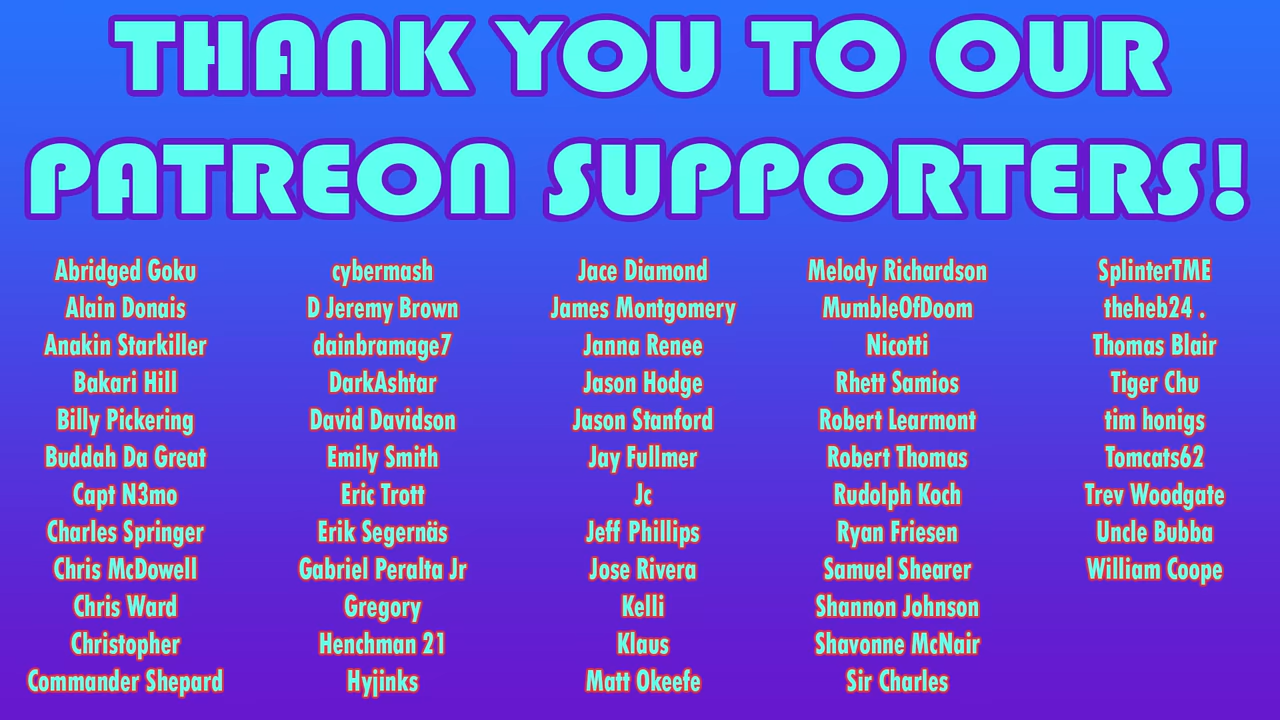 THANK YOU TO OUR
PATREON SUPPORTERS!
Abridged Goku
Alain Donais
Anakin Starkiller
Bakari Hill
Billy Pickering
Buddah Da Great
Capt N3mo
Charles Springer
Chris McDowell
Chris Ward
Christopher
Commander Shepard
cybermash
D Jeremy Brown
dainbramage7
DarkAshtar
David Davidson
Emily Smith
Eric Trott
Erik Segernäs
Gabriel Peralta Jr
Gregory
Henchman 21
Hyjinks
Jace Diamond
James Montgomery
Janna Renee
Jason Hodge
Jason Stanford
Jay Fullmer
Jc
Jeff Phillips
Jose Rivera
Kelli
Klaus
Matt Okeefe
Melody Richardson
MumbleOfDoom
Nicotti
Rhett Samios
Robert Learmont
Robert Thomas
Rudolph Koch
Ryan Friesen
Samuel Shearer
Shannon Johnson
Shavonne McNair
Sir Charles
SplinterTME
theheb24 .
Thomas Blair
Tiger Chu
tim honigs
Tomcats62
Trev Woodgate
Uncle Bubba
William Coope